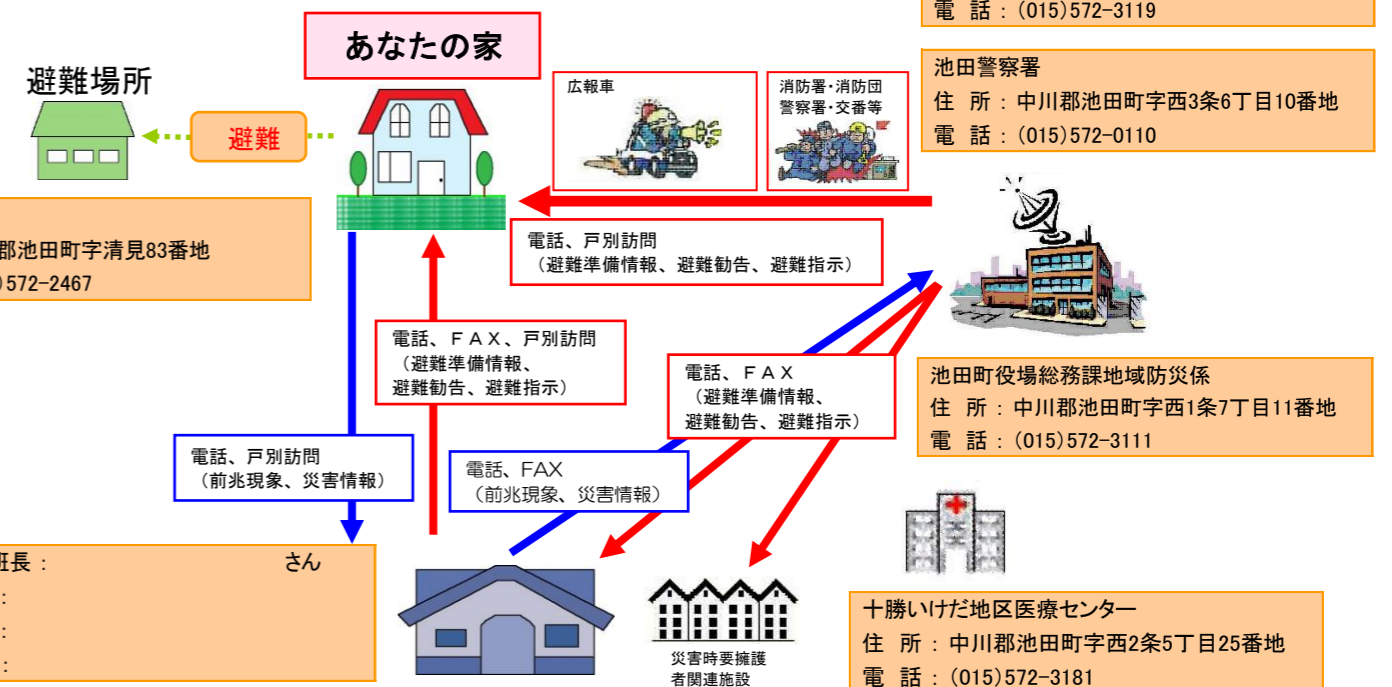 電 話：(015)572-3119
あなたの家
避難場所
避難
広報車
消防署・消防団
警察署・交番等
池田警察署
住 所：中川郡池田町字西3条6丁目10番地
電 話：(015)572-0110
郡池田町字清見83番地
)572-2467
電話、戸別訪問
（避難準備情報、避難勧告、避難指示）
電話、ＦＡＸ、戸別訪問
（避難準備情報、
避難勧告、避難指示）
電話、ＦＡＸ
（避難準備情報、
避難勧告、避難指示）
池田町役場総務課地域防災係
住 所：中川郡池田町字西1条7丁目11番地
電 話：(015)572-3111
電話、戸別訪問
（前兆現象、災害情報）
電話、FAX
（前兆現象、災害情報）
班長： さん
：
：
：
災害時要擁護
者関連施設
十勝いけだ地区医療センター
住 所：中川郡池田町字西2条5丁目25番地
電 話：(015)572-3181